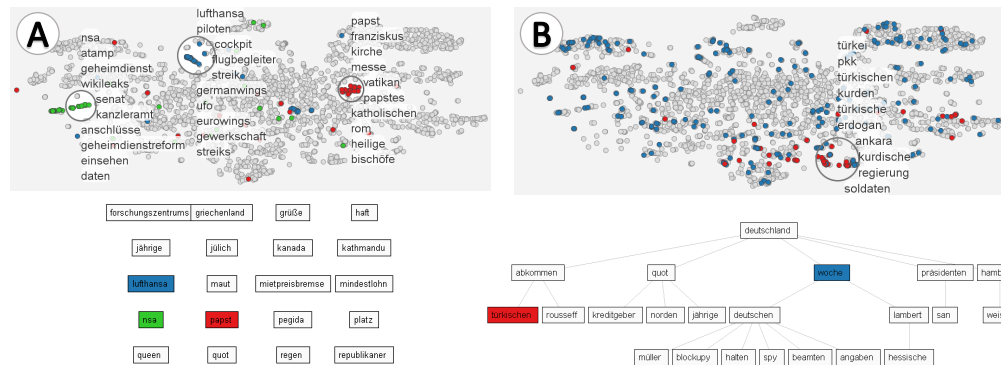 A
nsa
atamp
geheimdienst
wikileaks
senat
kanzleramt
anschlüsse
geheimdienstreform
einsehen
daten
lufthansa
piloten
cockpit
flugbegleiter
streik
germanwings
ufo
eurowings
gewerkschaft
streiks
papst
franziskus
kirche
messe
vatikan
papstes
katholischen
rom
heilige
bischöfe
forschungszentrums griechenland grüße haft
jährige jülich kanada kathmandu
lufthansa maut mietpreisbremse mindestlohn
nsa papst pegida platz
queen quot regen republikaner
B
türkei
pkk
türkischen
kurden
türkische
erdogan
ankara
kurdische
regierung
soldaten
deutschland
abkommen quot woche präsidenten hamb
türkischen rousseff kreditgeber norden jährige deutschen lambert san weis
müller blockupy halten spy beamten angaben hessische